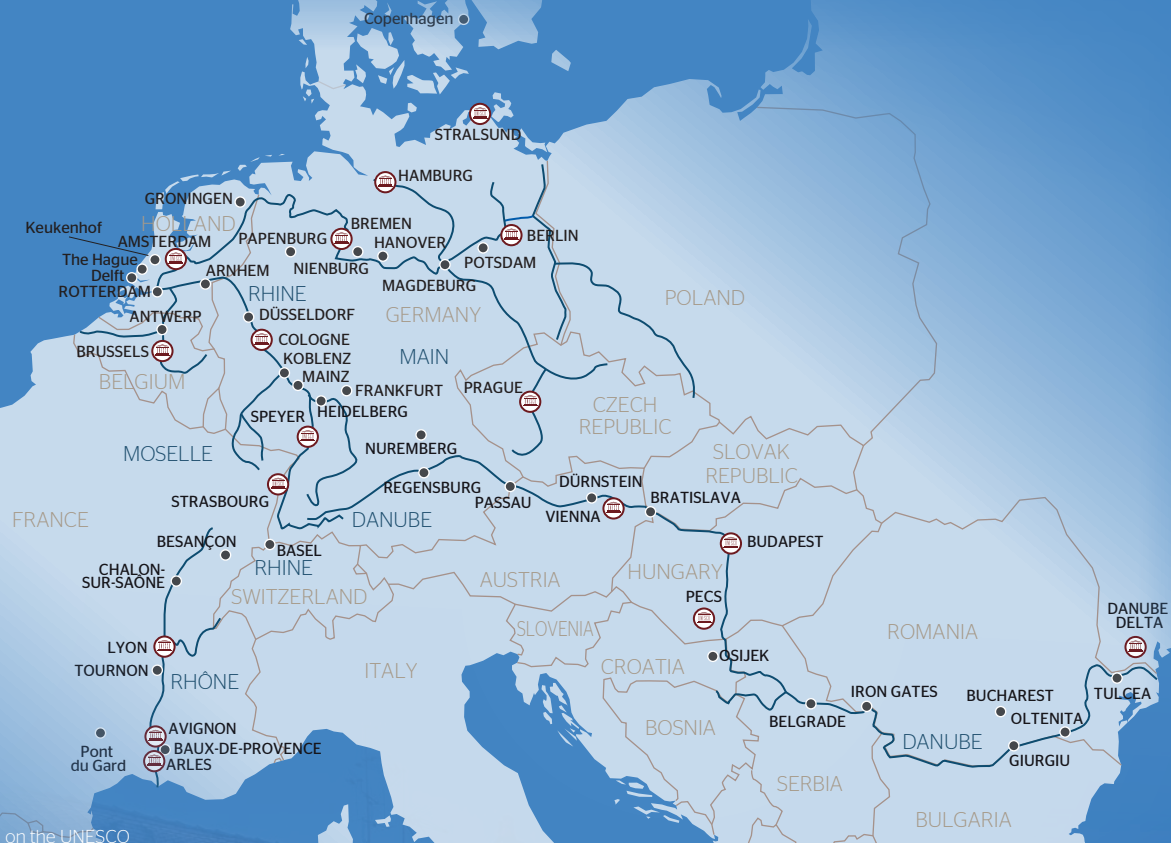 Copenhagen
STRALSUND
HAMBURG
GRONINGEN
HOLLAND
Keukenhof
AMSTERDAM
The Hague
Delft
ROTTERDAM
ARNHEM
PAPENBURG
BREMEN
NIENBURG
HANOVER
BERLIN
POTSDAM
MAGDEBURG
RHINE
GERMANY
POLAND
ANTWERP
DÜSSELDORF
BRUSSELS
COLOGNE
BELGIUM
KOBLENZ
MAINZ
MAIN
FRANKFURT
HEIDELBERG
SPEYER
PRAGUE
CZECH
REPUBLIC
MOSELLE
NUREMBERG
SLOVAK
REPUBLIC
STRASBOURG
REGENSBURG
PASSAU
DÜRNSTEIN
VIENNA
BRATISLAVA
FRANCE
DANUBE
BESANÇON
BASEL
RHINE
BUDAPEST
CHALON-
SUR-SAÔNE
SWITZERLAND
AUSTRIA
HUNGARY
PECS
DANUBE
DELTA
LYON
SLOVENIA
ROMANIA
TOURNON
RHÔNE
ITALY
CROATIA
OSIJEK
IRON GATES
BUCHAREST
TULCEA
AVIGNON
BAUX-DE-PROVENCE
ARLES
Pont
du Gard
BOSNIA
BELGRADE
OLTENITA
DANUBE
GIURGIU
SERBIA
BULGARIA
on the UNESCO